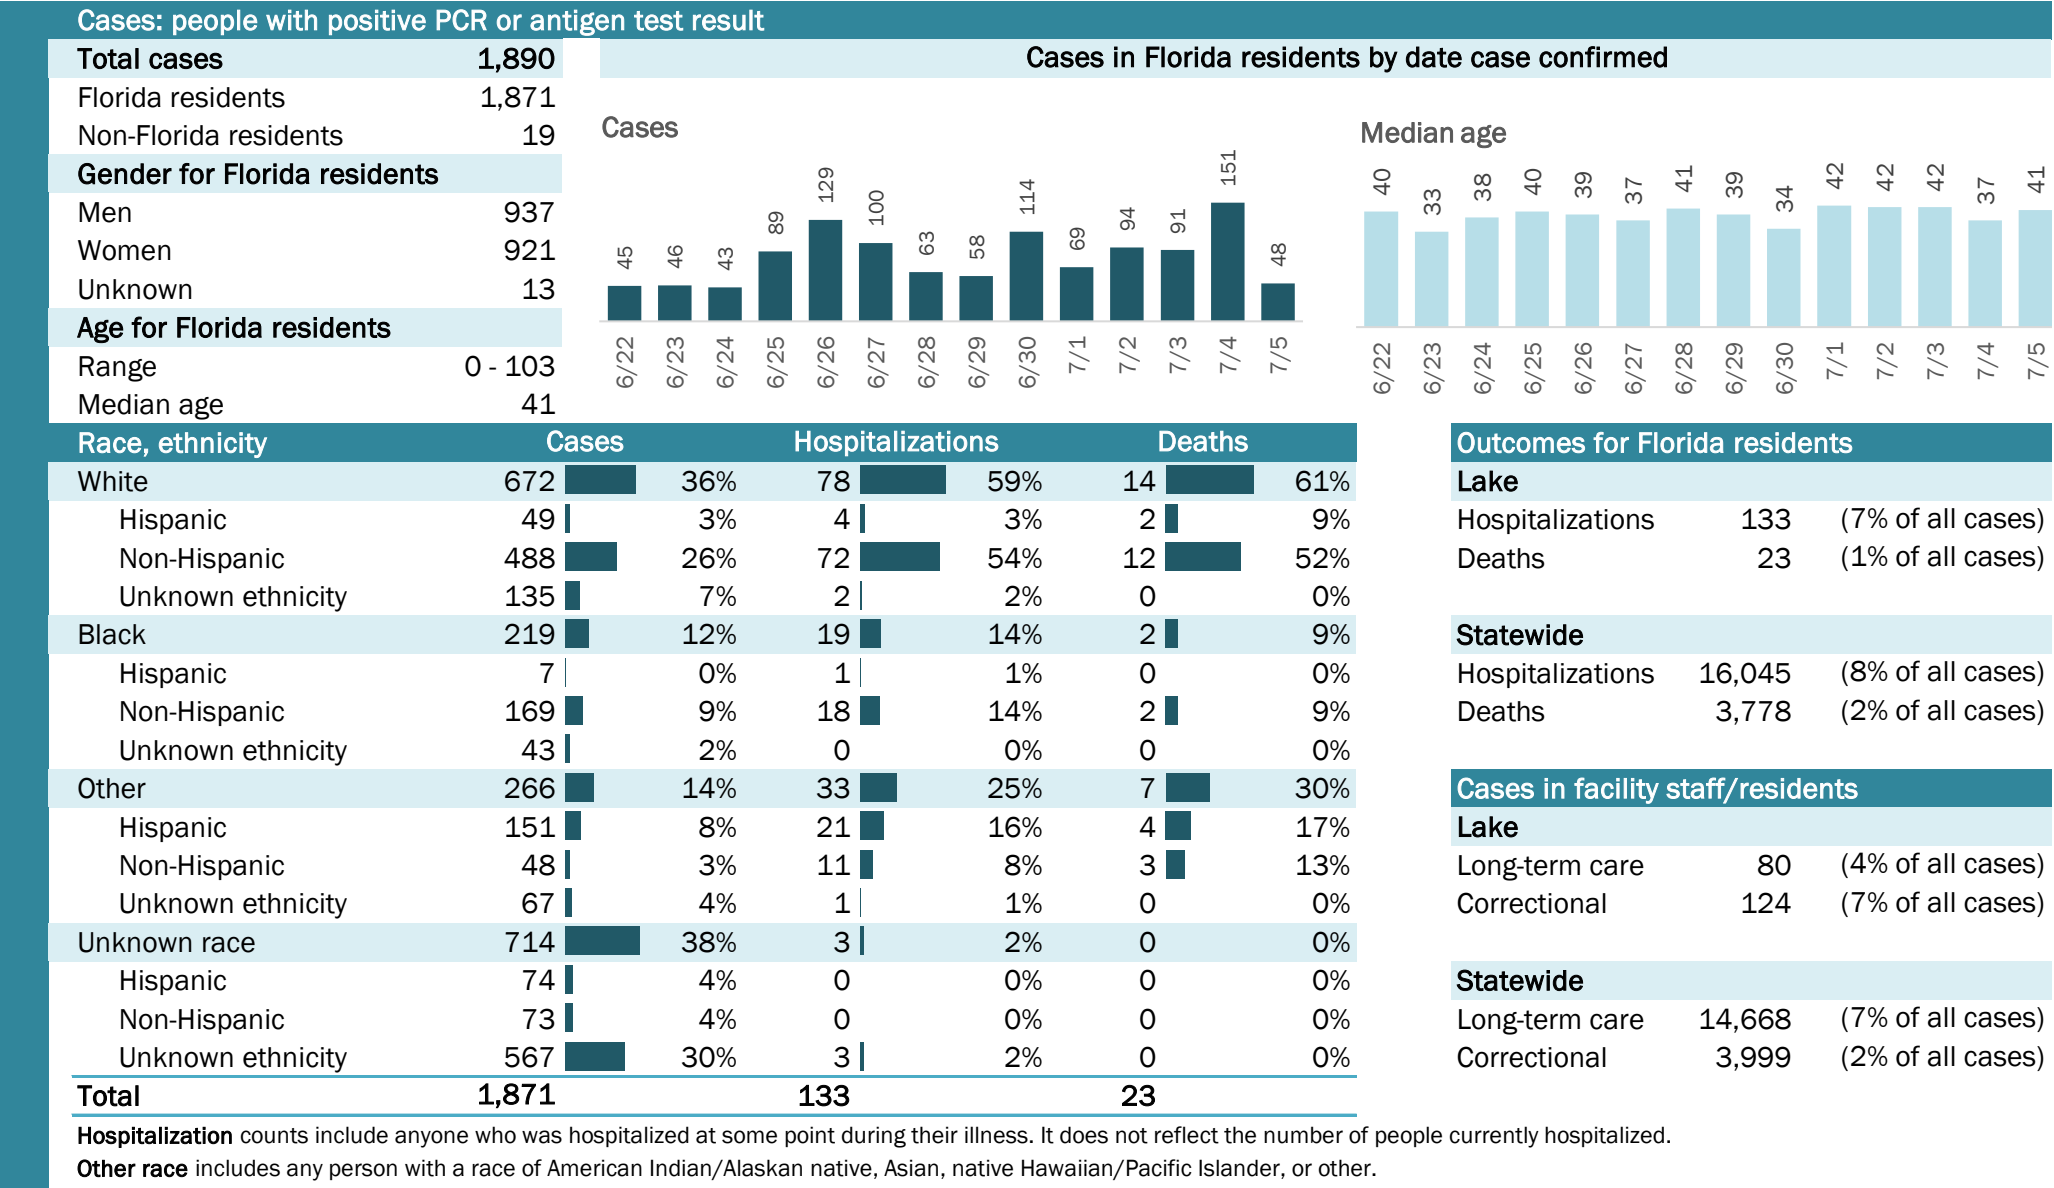 Cases: people with positive PCR or antigen test result
Total cases 1,890
Florida residents 1,871
Non-Florida residents 19
Gender for Florida residents
Men 937
Women 921
Unknown 13
Age for Florida residents
Range 0 - 103
Median age 41
Cases in Florida residents by date case confirmed
Cases
45 46 43 89 129 100 63 58 114 69 94 91 151 48
6/22 6/23 6/24 6/25 6/26 6/27 6/28 6/29 6/30 7/1 7/2 7/3 7/4 7/5
Median age
40 33 38 40 39 37 41 39 34 42 42 42 37 41
6/22 6/23 6/24 6/25 6/26 6/27 6/28 6/29 6/30 7/1 7/2 7/3 7/4 7/5
Race, ethnicity Cases Hospitalizations Deaths
White 672 36% 78 59% 14 61%
Hispanic 49 3% 4 3% 2 9%
Non-Hispanic 488 26% 72 54% 12 52%
Unknown ethnicity 135 7% 2 2% 0 0%
Black 219 12% 19 14% 2 9%
Hispanic 7 0% 1 1% 0 0%
Non-Hispanic 169 9% 18 14% 2 9%
Unknown ethnicity 43 2% 0 0% 0 0%
Other 266 14% 33 25% 7 30%
Hispanic 151 8% 21 16% 4 17%
Non-Hispanic 48 3% 11 8% 3 13%
Unknown ethnicity 67 4% 1 1% 0 0%
Unknown race 714 38% 3 2% 0 0%
Hispanic 74 4% 0 0% 0 0%
Non-Hispanic 73 4% 0 0% 0 0%
Unknown ethnicity 567 30% 3 2% 0 0%
Total 1,871 133 23
Outcomes for Florida residents
Lake
Hospitalizations 133 (7% of all cases)
Deaths 23 (1% of all cases)
Statewide
Hospitalizations 16,045 (8% of all cases)
Deaths 3,778 (2% of all cases)
Cases in facility staff/residents
Lake
Long-term care 80 (4% of all cases)
Correctional 124 (7% of all cases)
Statewide
Long-term care 14,668 (7% of all cases)
Correctional 3,999 (2% of all cases)
Hospitalization counts include anyone who was hospitalized at some point during their illness. It does not reflect the number of people currently hospitalized.
Other race includes any person with a race of American Indian/Alaskan native, Asian, native Hawaiian/Pacific Islander, or other.